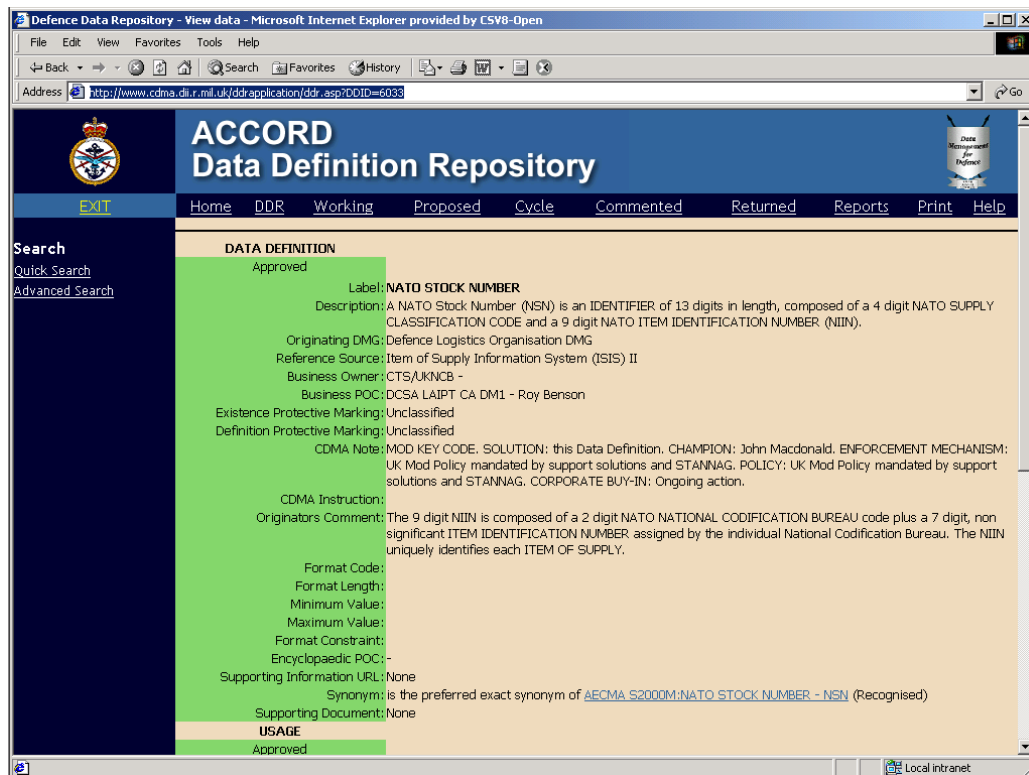 Defence Data Repository - View data - Microsoft Internet Explorer provided by CSV8-Open
File Edit View Favorites Tools Help
Back Search Favorites History
Address http://www.cdma.dii.r.mil.uk/ddrapplication/ddr.asp?DDID=6033 Go
ACCORD
Data Definition Repository
Data
Management
for
Defence
EXIT Home DDR Working Proposed Cycle Commented Returned Reports Print Help
Search
Quick Search
Advanced Search
DATA DEFINITION
Approved
Label: NATO STOCK NUMBER
Description: A NATO Stock Number (NSN) is an IDENTIFIER of 13 digits in length, composed of a 4 digit NATO SUPPLY
CLASSIFICATION CODE and a 9 digit NATO ITEM IDENTIFICATION NUMBER (NIIN).
Originating DMG: Defence Logistics Organisation DMG
Reference Source: Item of Supply Information System (ISIS) II
Business Owner: CTS/UKNCB -
Business POC: DCSA LAIPT CA DM1 - Roy Benson
Existence Protective Marking: Unclassified
Definition Protective Marking: Unclassified
CDMA Note: MOD KEY CODE. SOLUTION: this Data Definition. CHAMPION: John Macdonald. ENFORCEMENT MECHANISM:
UK Mod Policy mandated by support solutions and STANNAG. POLICY: UK Mod Policy mandated by support
solutions and STANNAG. CORPORATE BUY-IN: Ongoing action.
CDMA Instruction:
Originators Comment: The 9 digit NIIN is composed of a 2 digit NATO NATIONAL CODIFICATION BUREAU code plus a 7 digit, non
significant ITEM IDENTIFICATION NUMBER assigned by the individual National Codification Bureau. The NIIN
uniquely identifies each ITEM OF SUPPLY.
Format Code:
Format Length:
Minimum Value:
Maximum Value:
Format Constraint:
Encyclopaedic POC: -
Supporting Information URL: None
Synonym: is the preferred exact synonym of AECMA S2000M:NATO STOCK NUMBER - NSN (Recognised)
Supporting Document: None
USAGE
Approved
Local intranet